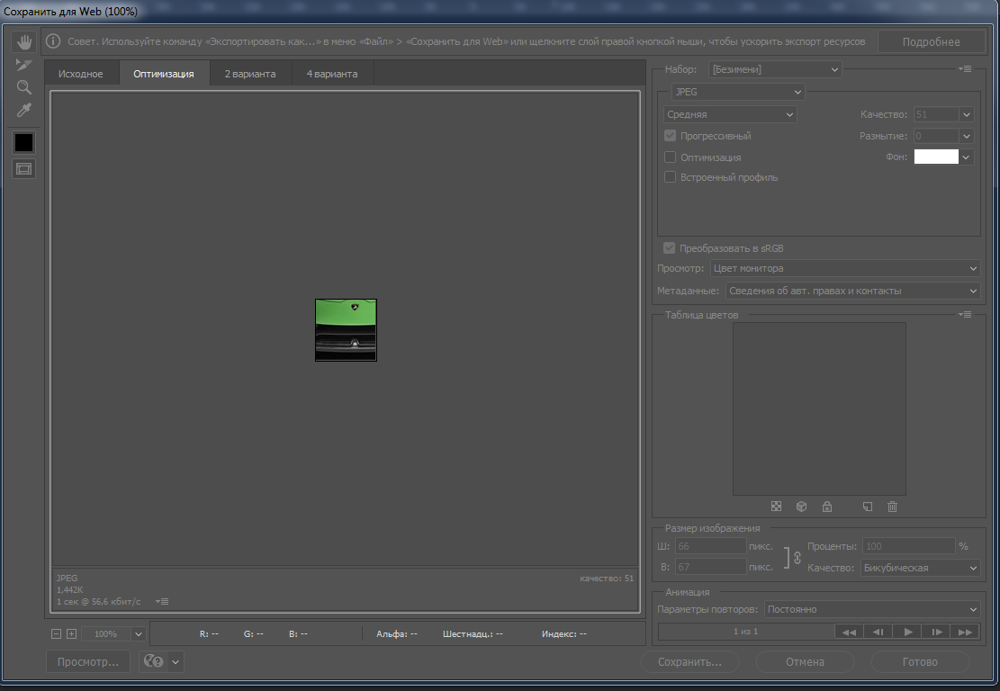 Сохранить для Web (100%)
Совет. Используйте команду «Экспортировать как...» в меню «Файл» > «Сохранить для Web» или щелкните слой правой кнопкой мыши, чтобы ускорить экспорт ресурсов
Подробнее
Исходное
Оптимизация
2 варианта
4 варианта
Набор: [Безимени]
JPEG
Средняя
Качество: 51
Прогрессивный
Размытие: 0
Оптимизация
Фон:
Встроенный профиль
Преобразовать в sRGB
Просмотр: Цвет монитора
Метаданные: Сведения об авт. правах и контакты
Таблица цветов
Размер изображения
Ш: 66 пикс.
Проценты: 100 %
В: 67 пикс.
Качество: Бикубическая
Анимация
Параметры повторов: Постоянно
1 из 1
JPEG
качество: 51
1,442K
1 сек @ 56,6 кбит/с
100%
R: --
G: --
B: --
Альфа: --
Шестнадц.: --
Индекс: --
Просмотр...
Сохранить...
Отмена
Готово